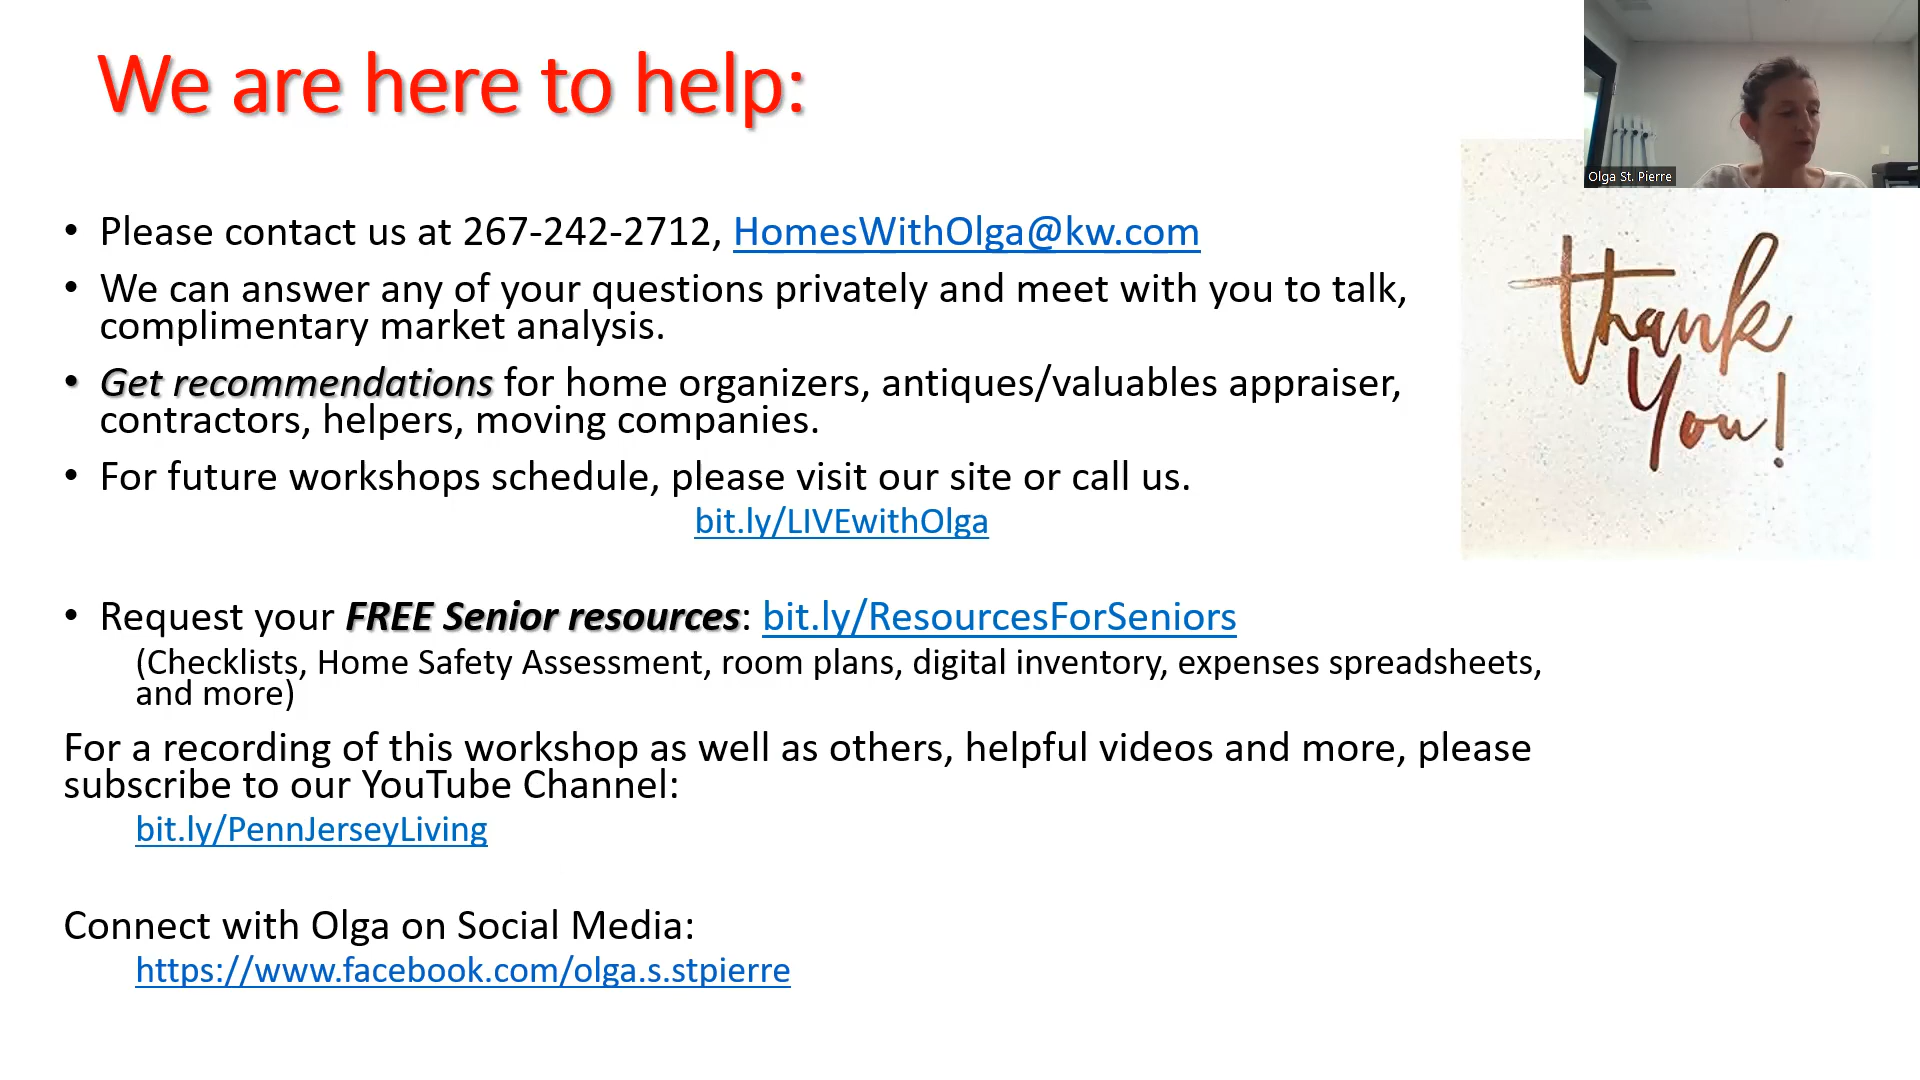 We are here to help:
Olga St. Pierre
• Please contact us at 267-242-2712, HomesWithOlga@kw.com
• We can answer any of your questions privately and meet with you to talk,
complimentary market analysis.
• Get recommendations for home organizers, antiques/valuables appraiser,
contractors, helpers, moving companies.
• For future workshops schedule, please visit our site or call us.
bit.ly/LIVEwithOlga
thank
you!
• Request your FREE Senior resources: bit.ly/ResourcesForSeniors
(Checklists, Home Safety Assessment, room plans, digital inventory, expenses spreadsheets,
and more)
For a recording of this workshop as well as others, helpful videos and more, please
subscribe to our YouTube Channel:
bit.ly/PennJerseyLiving
Connect with Olga on Social Media:
https://www.facebook.com/olga.s.stpierre